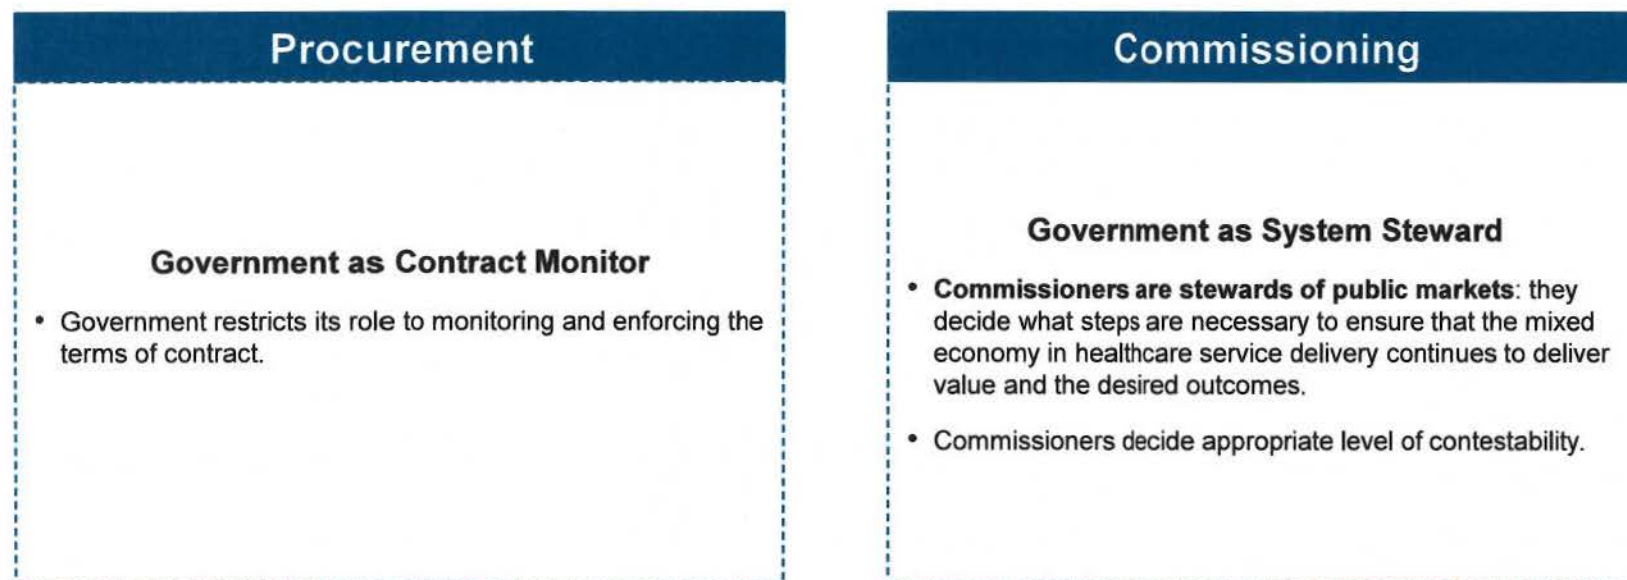 Procurement
Government as Contract Monitor
• Government restricts its role to monitoring and enforcing the
terms of contract.
Commissioning
Government as System Steward
• Commissioners are stewards of public markets: they
decide what steps are necessary to ensure that the mixed
economy in healthcare service delivery continues to deliver
value and the desired outcomes.
• Commissioners decide appropriate level of contestability.